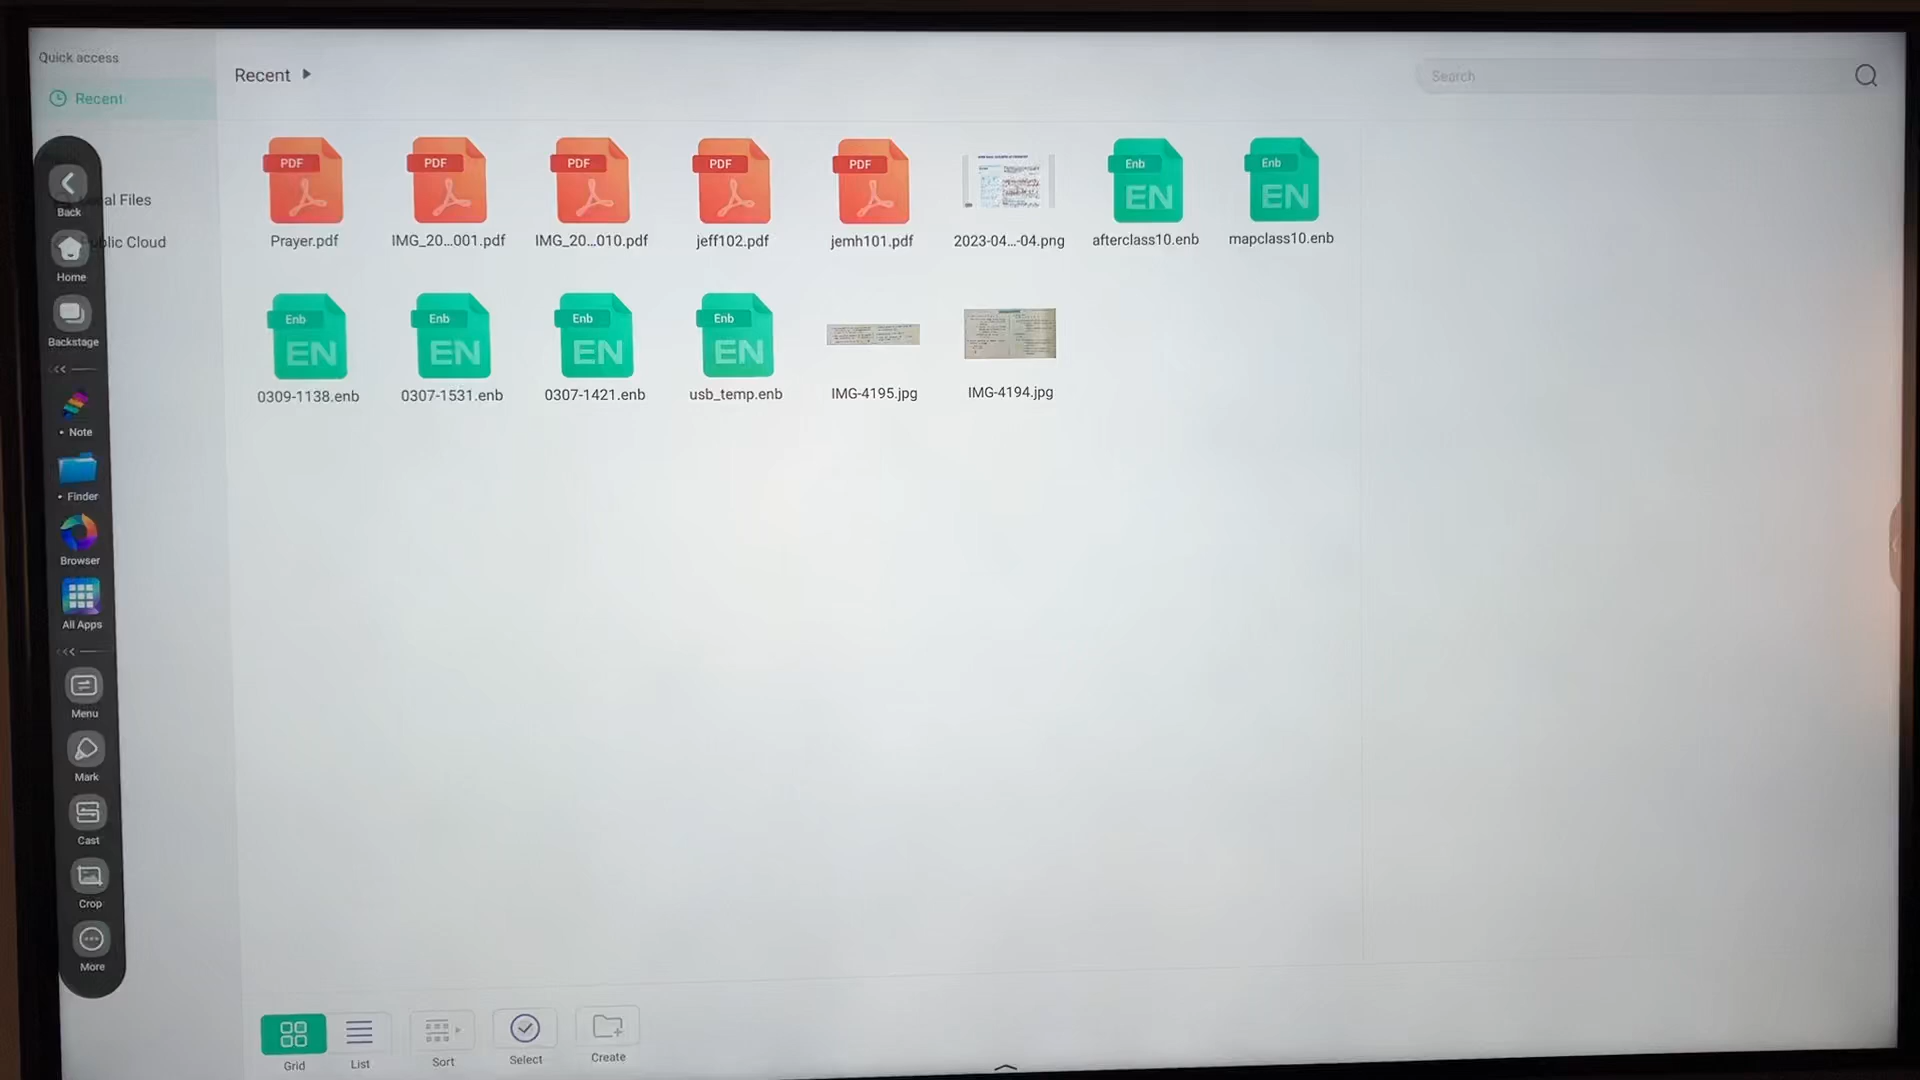 Quick access
Recent
Recent
Search
PDF
PDF
PDF
PDF
PDF
Enb
EN
Enb
EN
Prayer.pdf
IMG_20...001.pdf
IMG_20...010.pdf
jeff102.pdf
jemh101.pdf
2023-04...-04.png
afterclass10.enb
mapclass10.enb
Enb
EN
Enb
EN
Enb
EN
Enb
EN
0309-1138.enb
0307-1531.enb
0307-1421.enb
usb_temp.enb
IMG-4195.jpg
IMG-4194.jpg
al Files
blic Cloud
Back
Home
Backstage
Note
Finder
Browser
All Apps
Menu
Mark
Cast
Crop
More
Grid
List
Sort
Select
Create